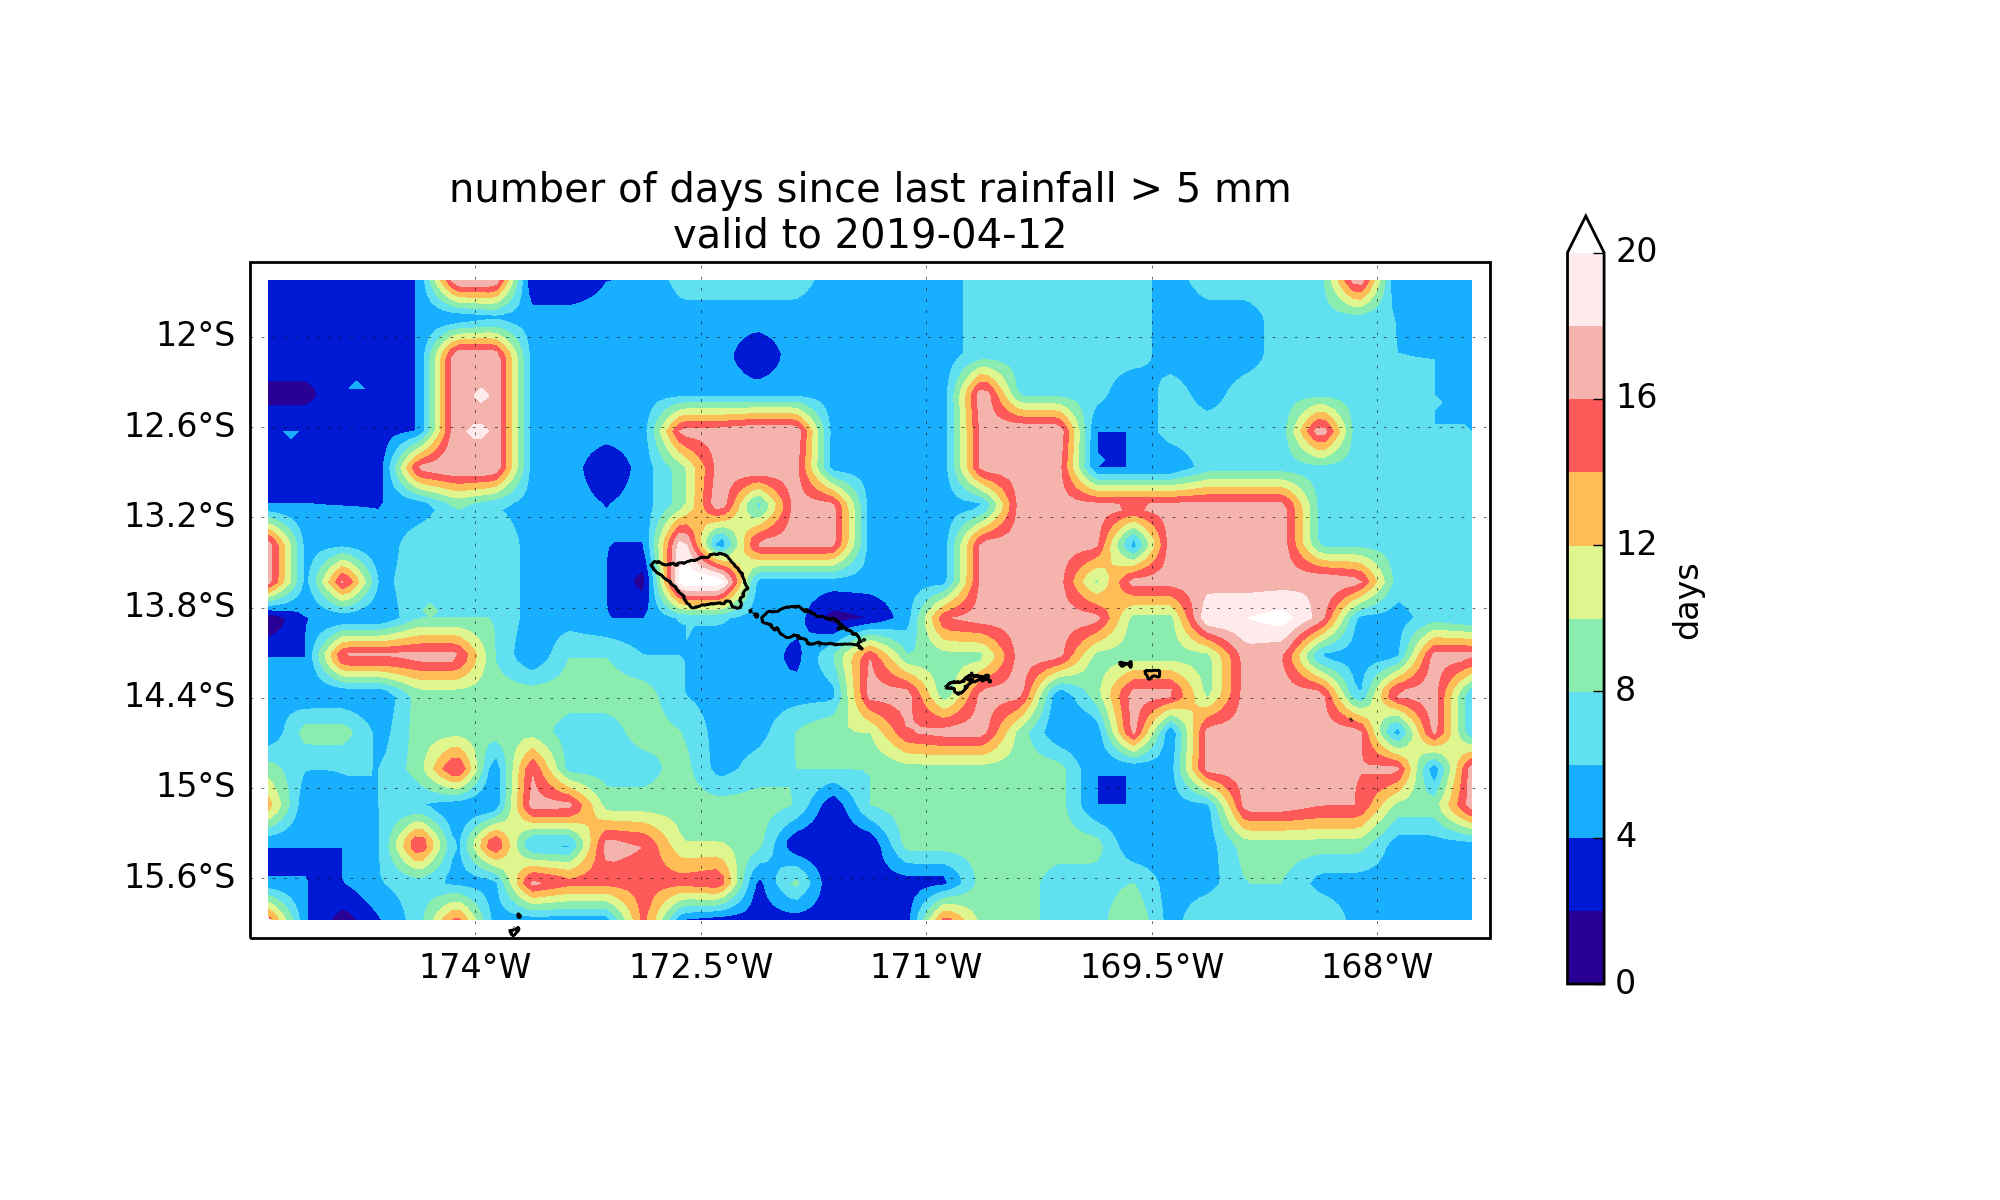 number of days since last rainfall > 5 mm
valid to 2019-04-12
12°S
12.6°S
13.2°S
13.8°S
14.4°S
15°S
15.6°S
174°W 172.5°W 171°W 169.5°W 168°W
20
16
12
8
4
0
days